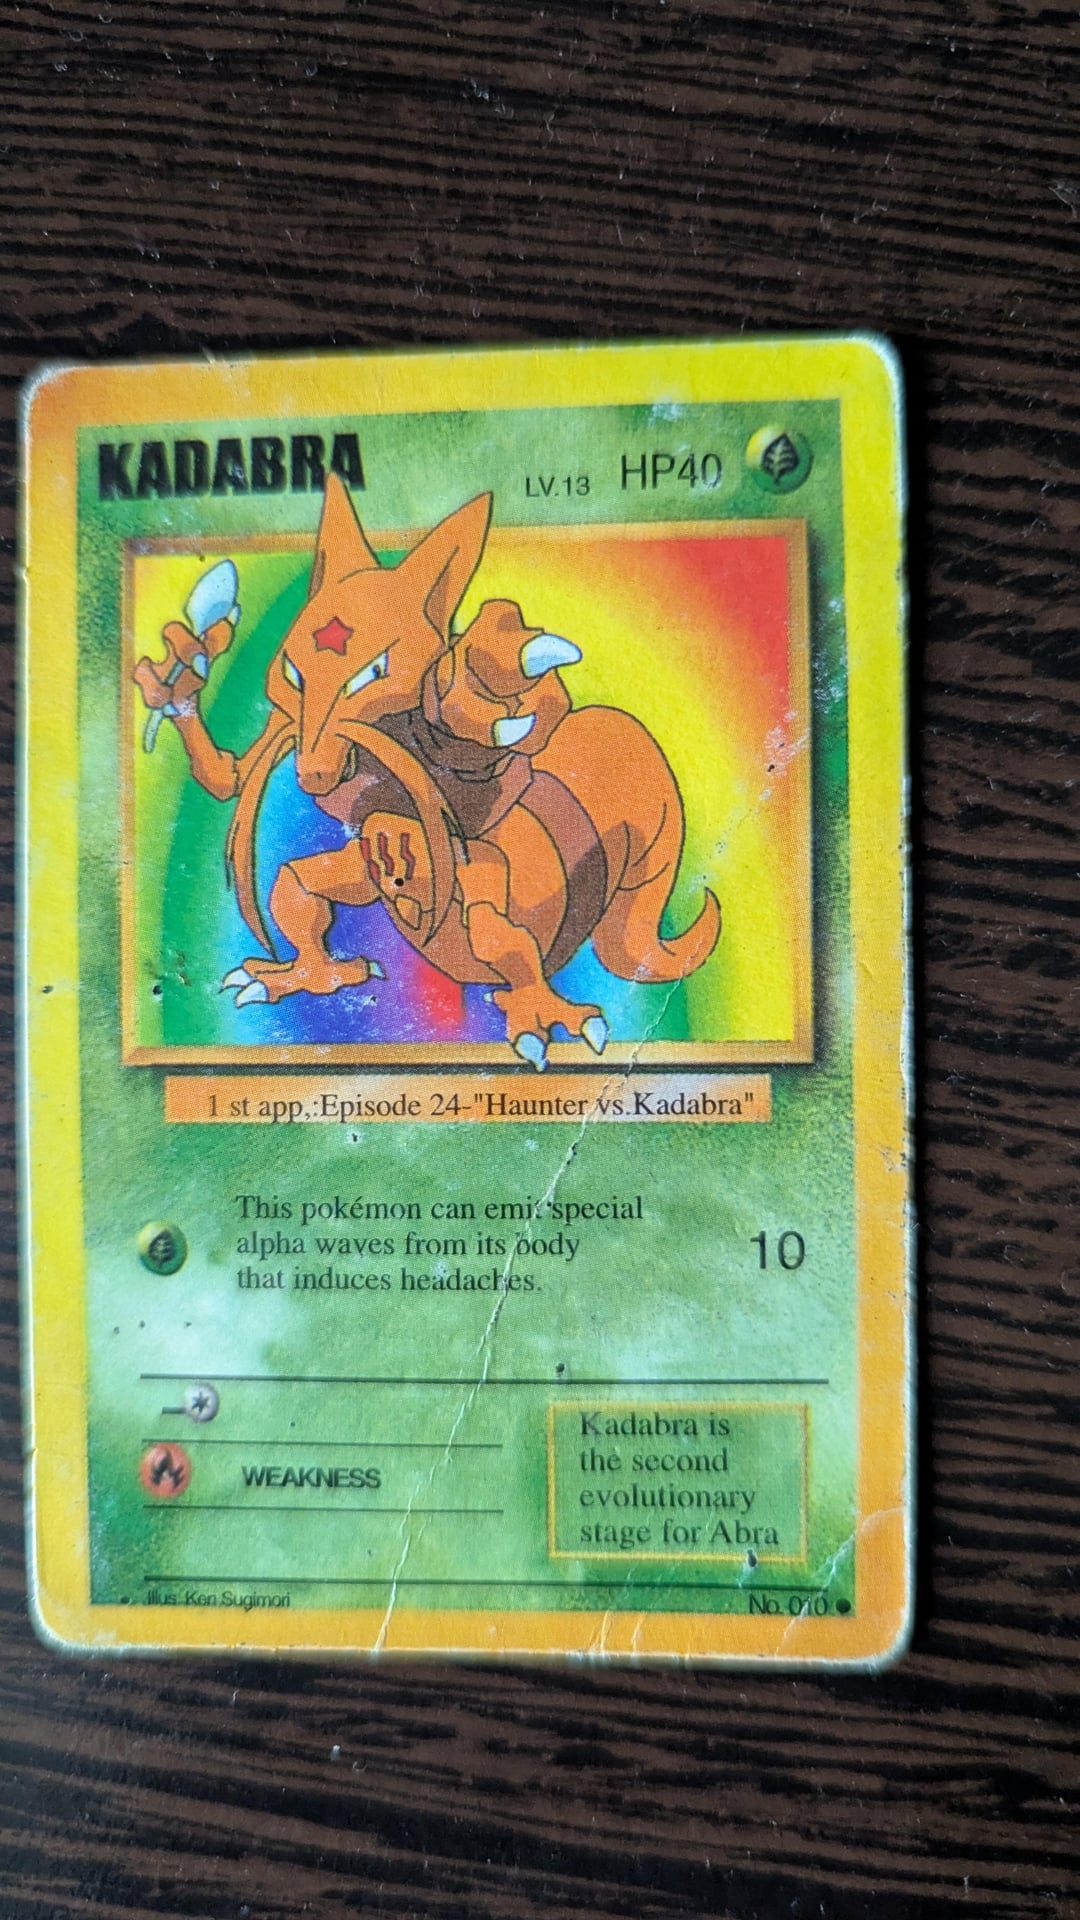 KADABRA
LV.13 HP40
1 st app,:Episode 24-"Haunter vs.Kadabra"
This pokémon can emit special
alpha waves from its body
that induces headaches.
10
WEAKNESS
Kadabra is
the second
evolutionary
stage for Abra
Illus. Ken Sugimori
No. 010